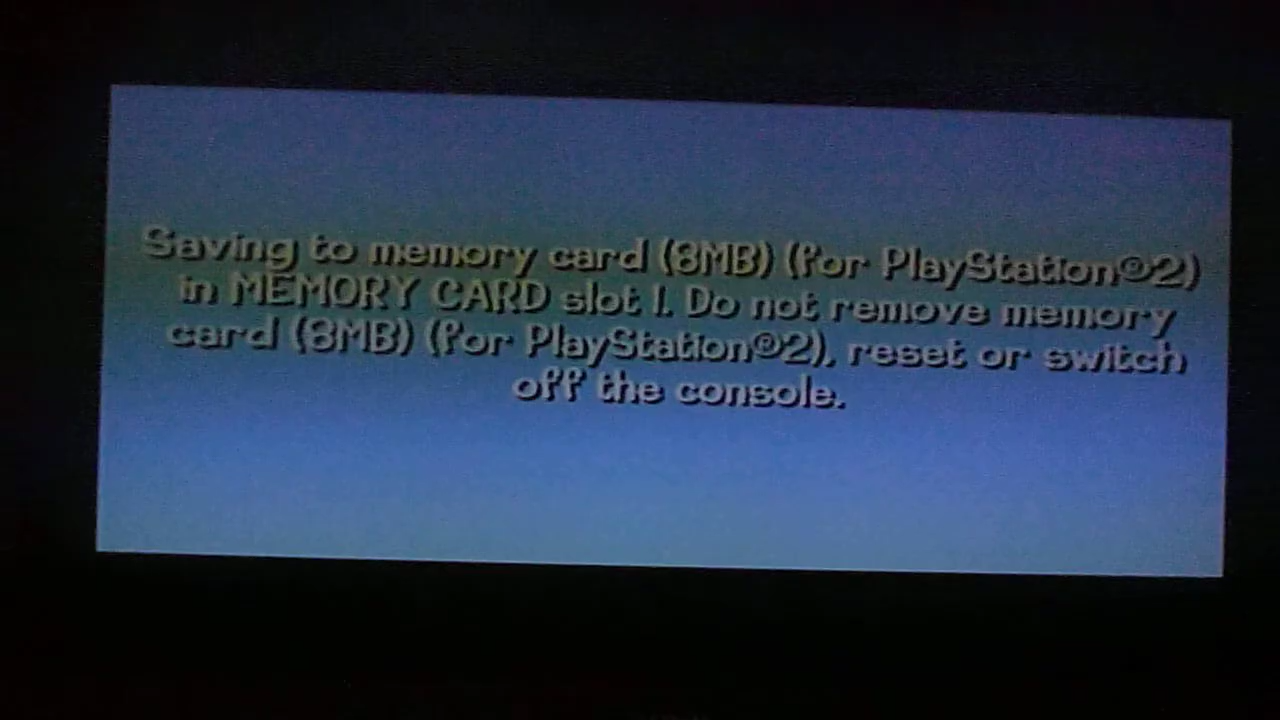 Saving to memory card (8MB) (for PlayStation®2)
in MEMORY CARD slot 1. Do not remove memory
card (8MB) (for PlayStation®2), reset or switch
off the console.